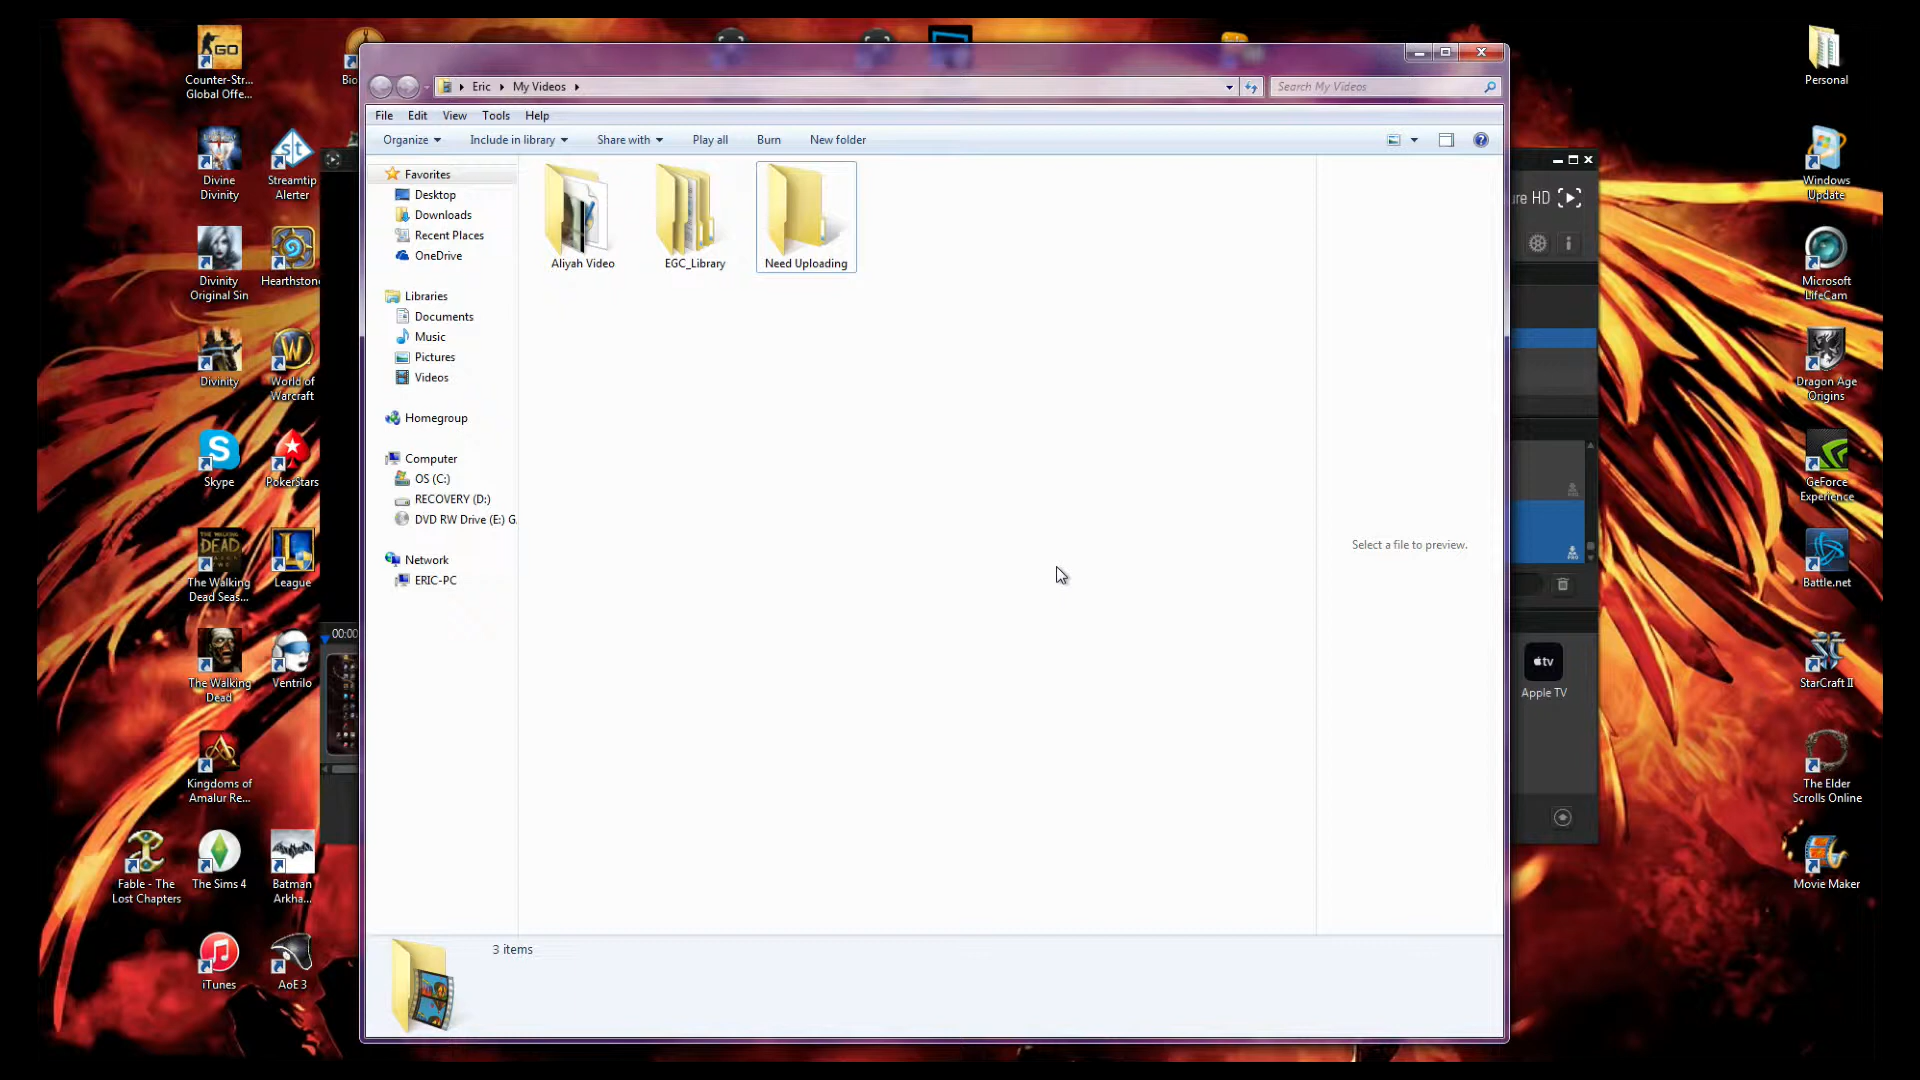 Counter-Str...
Global Offe...
Divine
Divinity
Streamtip
Alerter
Divinity
Original Sin
Hearthstone
Divinity
World of
Warcraft
Skype
PokerStars
The Walking
Dead Seas...
League
The Walking
Dead
Ventrilo
Kingdoms of
Amalur Re...
Fable - The
Lost Chapters
The Sims 4
Batman
Arkha...
iTunes
AoE 3
Bio
00:00
Eric
My Videos
Search My Videos
File
Edit
View
Tools
Help
Organize
Include in library
Share with
Play all
Burn
New folder
Favorites
Desktop
Downloads
Recent Places
OneDrive
Libraries
Documents
Music
Pictures
Videos
Homegroup
Computer
OS (C:)
RECOVERY (D:)
DVD RW Drive (E:) G
Network
ERIC-PC
Aliyah Video
EGC_Library
Need Uploading
Select a file to preview.
3 items
ure HD
tv
Apple TV
Personal
Windows
Update
Microsoft
LifeCam
Dragon Age
Origins
GeForce
Experience
Battle.net
StarCraft II
The Elder
Scrolls Online
Movie Maker